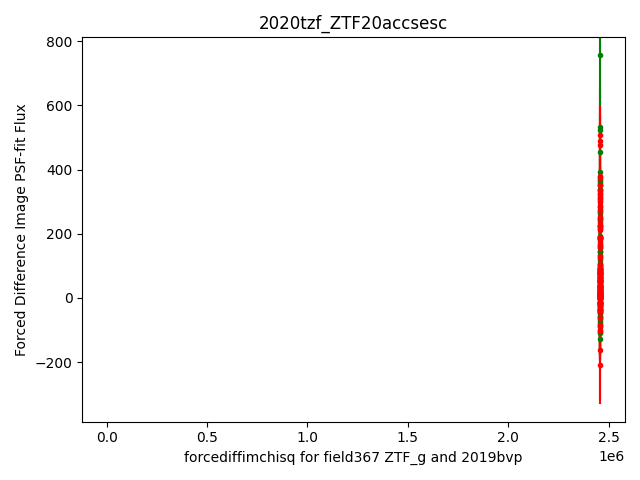 2020tzf_ZTF20accsesc
Forced Difference Image PSF-fit Flux
800
600
400
200
0
−200
0.0 0.5 1.0 1.5 2.0 2.5
1e6
forcediffimchisq for field367 ZTF_g and 2019bvp